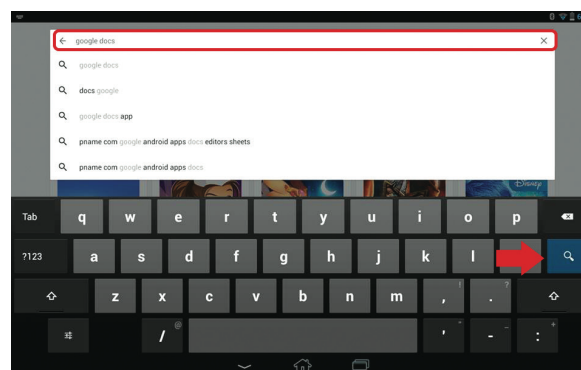 google docs
google docs
docs google
google docs app
pname com google android apps docs editors sheets
pname com google android apps docs
Disney
Tab q w e r t y u i o p
?123 a s d f g h j k l
z x c v b n m , ! . ?
/ @ ' " - _ : +